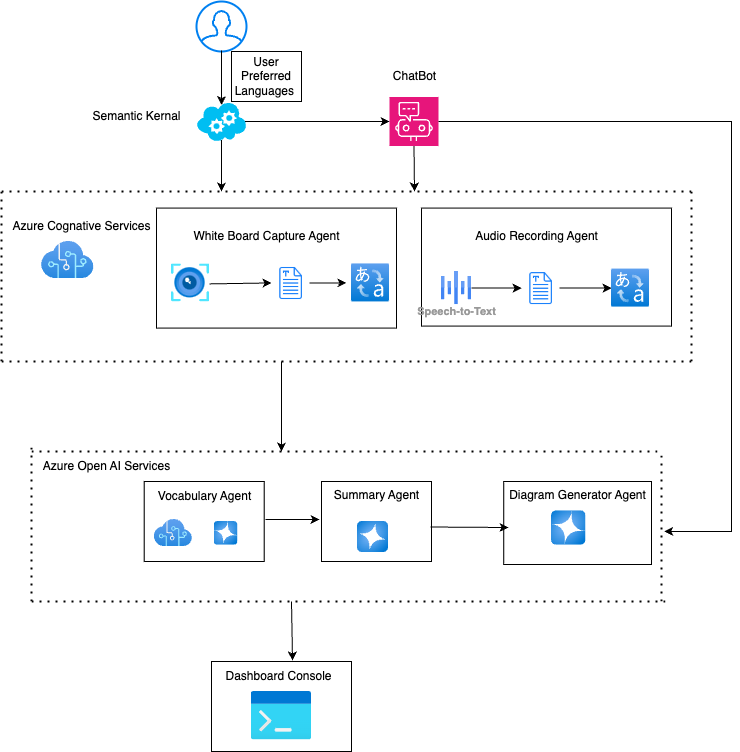 User
Preferred
Languages
ChatBot
Semantic Kernal
Azure Cognative Services
White Board Capture Agent
Audio Recording Agent
T
あ
a
T
あ
a
Speech-to-Text
Azure Open AI Services
Vocabulary Agent
Summary Agent
Diagram Generator Agent
Dashboard Console